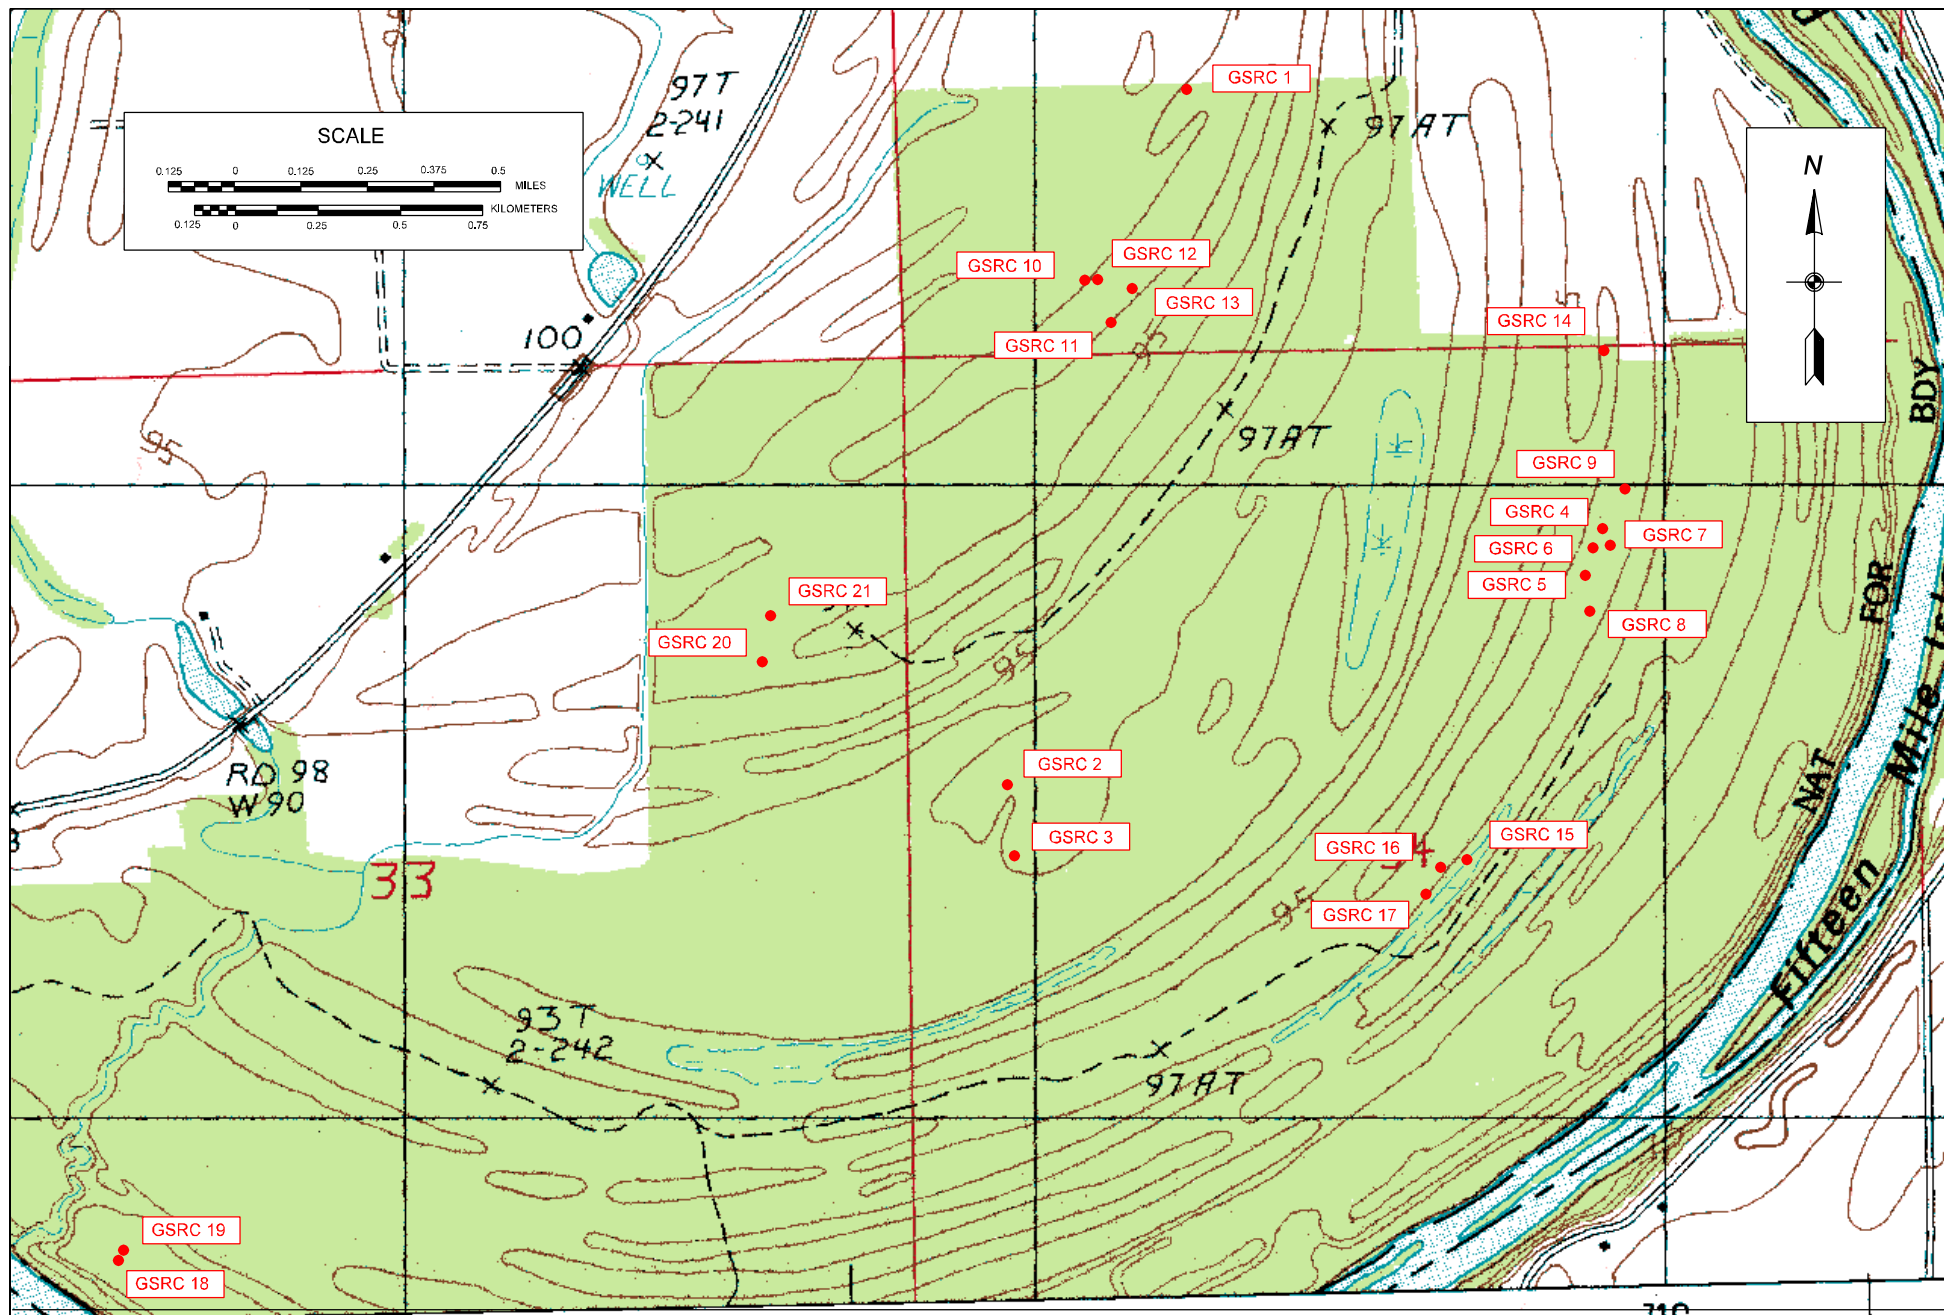 GSRC 1
97T
2-241
WELL
97AT
SCALE
0.125 0 0.125 0.25 0.375 0.5
MILES
KILOMETERS
0.125 0 0.25 0.5 0.75
N
GSRC 10
GSRC 12
GSRC 13
GSRC 11
95
GSRC 14
100
BDY
95
97AT
GSRC 9
GSRC 4
GSRC 7
GSRC 6
GSRC 5
GSRC 8
FOR
GSRC 21
GSRC 20
95
GSRC 2
GSRC 3
RD 98
W 90
NAT
Fifteen Mile Isl
GSRC 15
GSRC 16
GSRC 17
95
33
93T
2-242
97AT
GSRC 19
GSRC 18